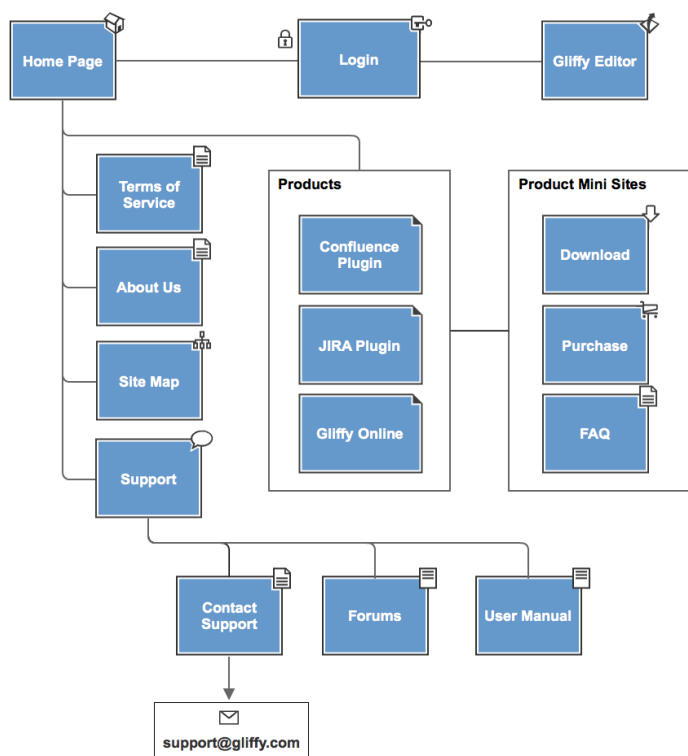 Home Page
Login
Gliffy Editor
Terms of
Service
About Us
Site Map
Support
Products
Confluence
Plugin
JIRA Plugin
Gliffy Online
Product Mini Sites
Download
Purchase
FAQ
Contact
Support
Forums
User Manual
support@gliffy.com